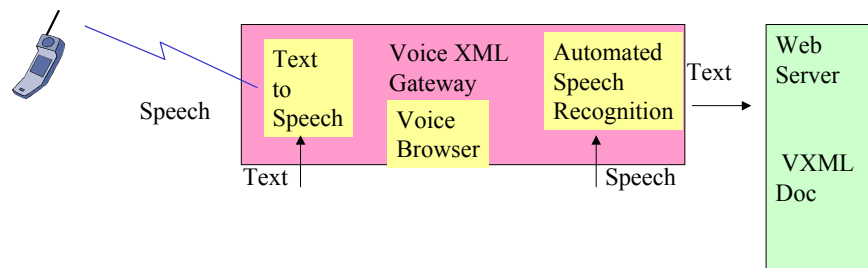 Speech
Text
to
Speech
Voice XML
Gateway
Voice
Browser
Automated
Speech
Recognition
Text
Speech
Text
Web
Server
VXML
Doc